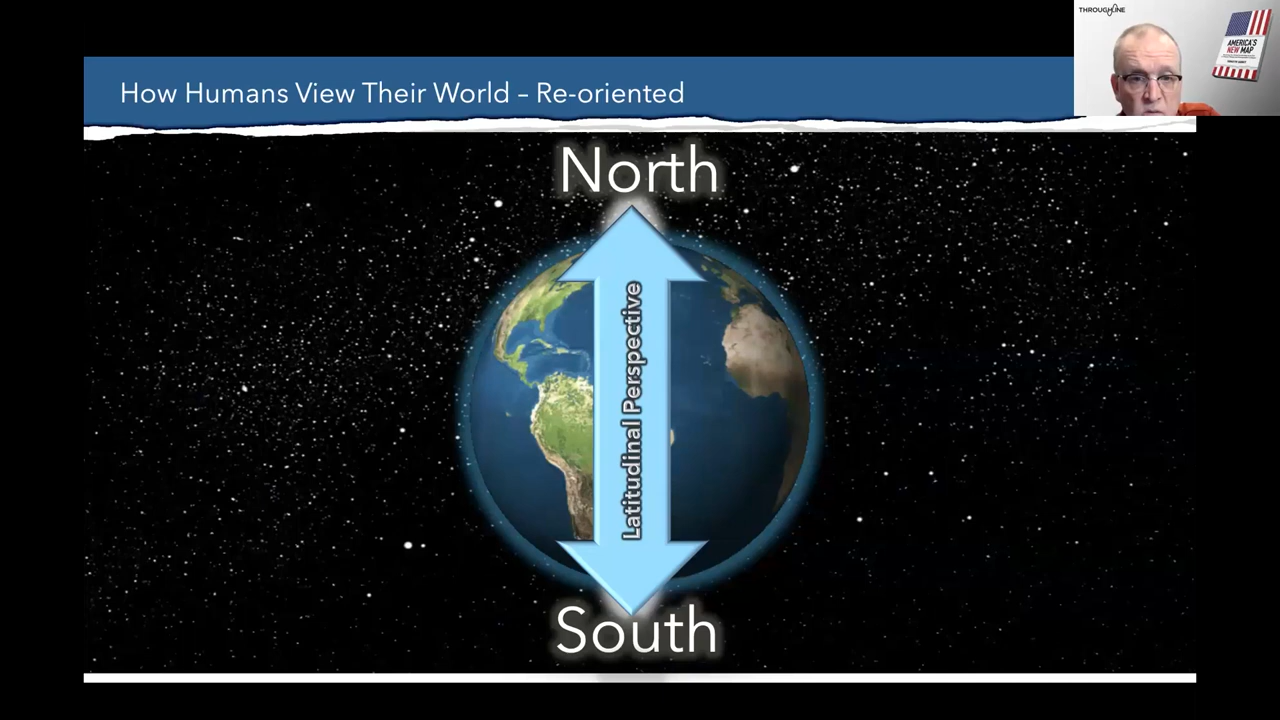 How Humans View Their World – Re-oriented
THROUGHLINE
AMERICA'S
NEW MAP
North
Latitudinal Perspective
South